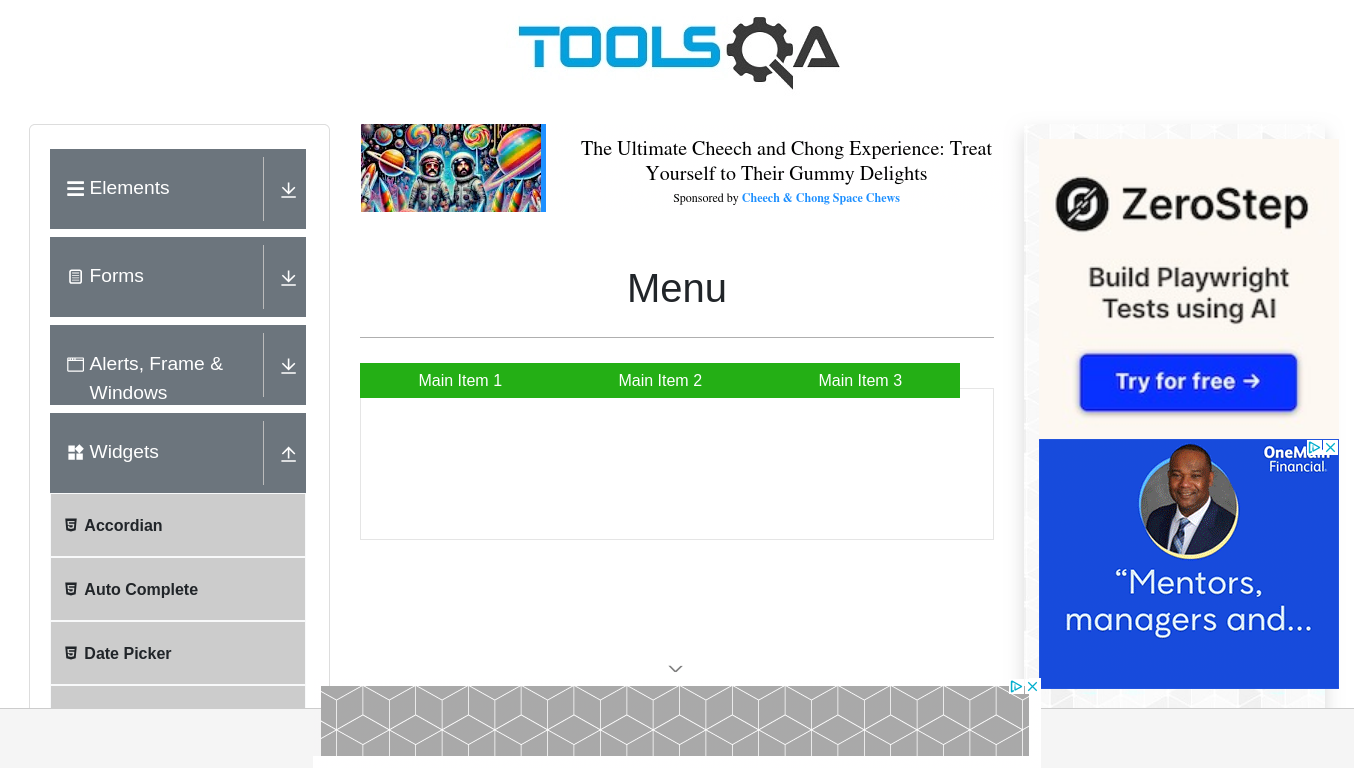 TOOLSQA
Elements
Forms
Alerts, Frame &
Windows
Widgets
Accordian
Auto Complete
Date Picker
The Ultimate Cheech and Chong Experience: Treat
Yourself to Their Gummy Delights
Sponsored by Cheech & Chong Space Chews
Menu
Main Item 1
Main Item 2
Main Item 3
ZeroStep
Build Playwright
Tests using AI
Try for free →
OneMain
Financial
“Mentors,
managers and...